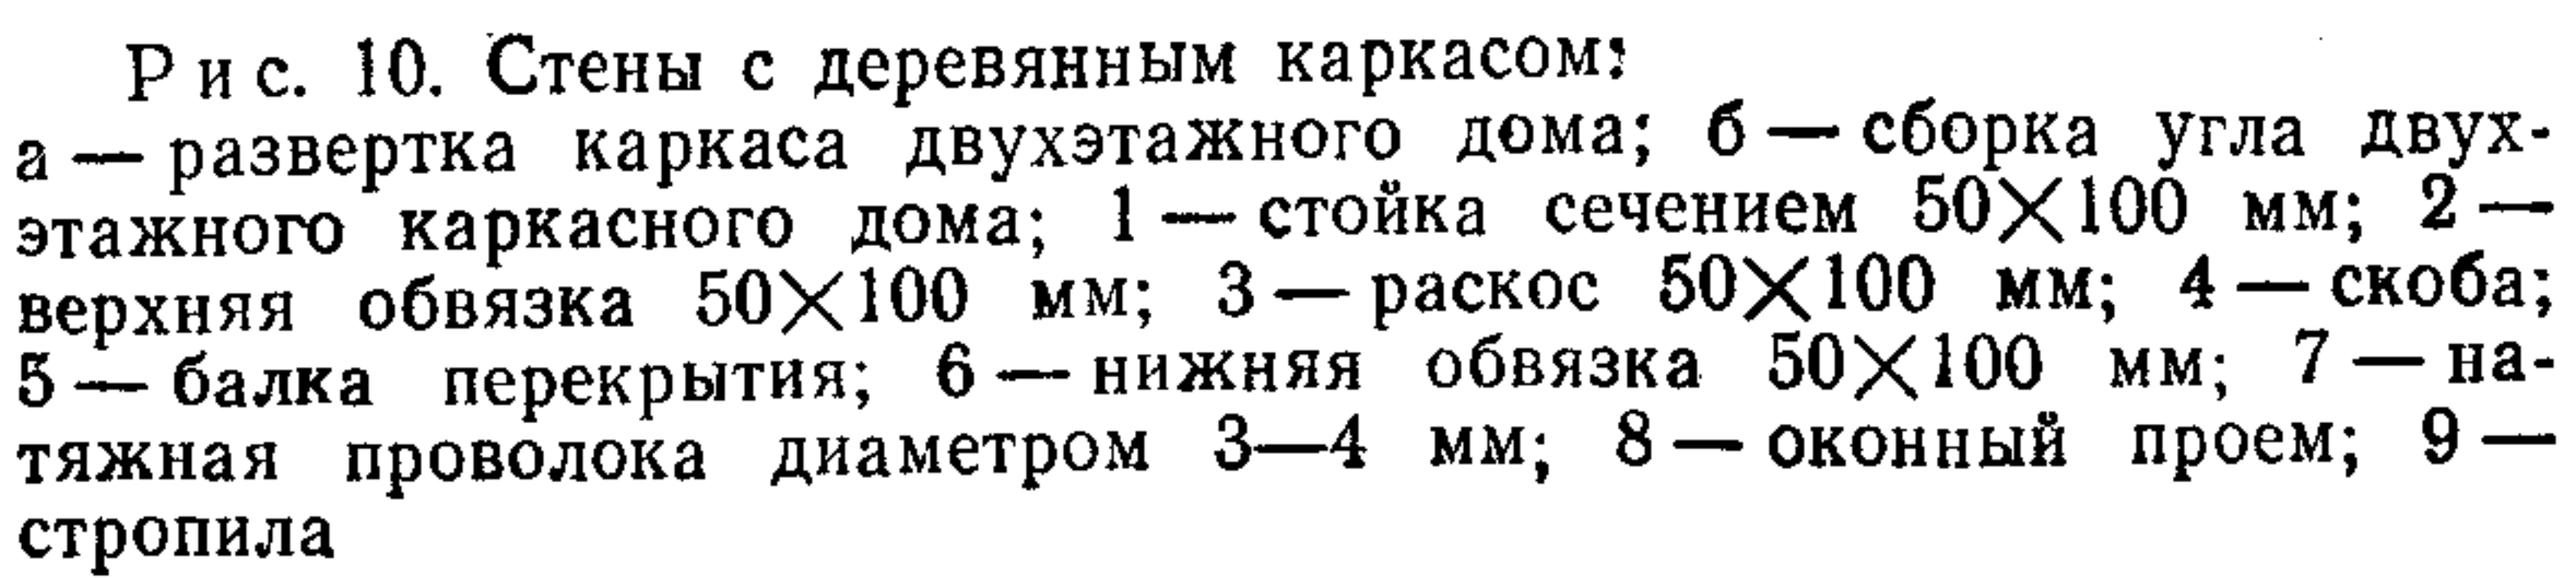 Рис. 10. Стены с деревянным каркасом:
а — развертка каркаса двухэтажного дома; б — сборка угла двух-
этажного каркасного дома; 1 — стойка сечением 50×100 мм; 2 —
верхняя обвязка 50×100 мм; 3 — раскос 50×100 мм; 4 — скоба;
5 — балка перекрытия; 6 — нижняя обвязка 50×100 мм; 7 — на-
тяжная проволока диаметром 3—4 мм; 8 — оконный проем; 9 —
стропила